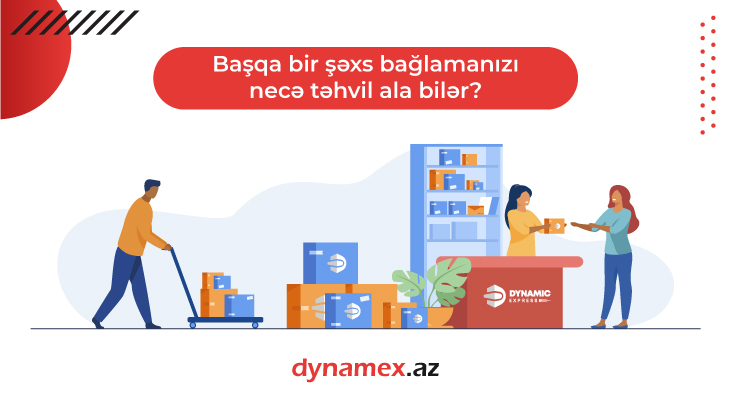 Başqa bir şəxs bağlamanızı
necə təhvil ala bilər?
DYNAMIC
EXPRESS
dynamex.az